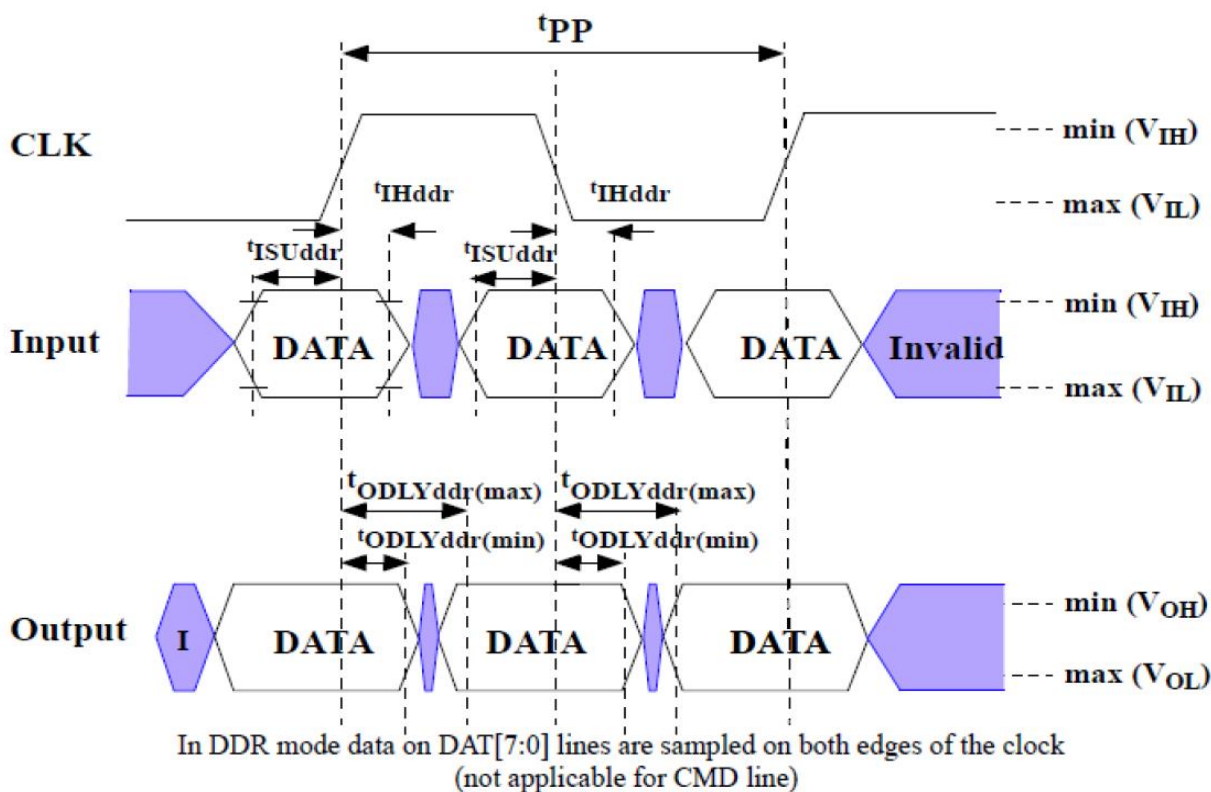 tPP
CLK
min (VIH)
max (VIL)
tIHddr
tIHddr
tISUddr
tISUddr
Input
DATA
DATA
DATA
Invalid
min (VIH)
max (VIL)
tODLYddr(max)
tODLYddr(max)
tODLYddr(min)
tODLYddr(min)
Output
I
DATA
DATA
DATA
min (VOH)
max (VOL)
In DDR mode data on DAT[7:0] lines are sampled on both edges of the clock
(not applicable for CMD line)